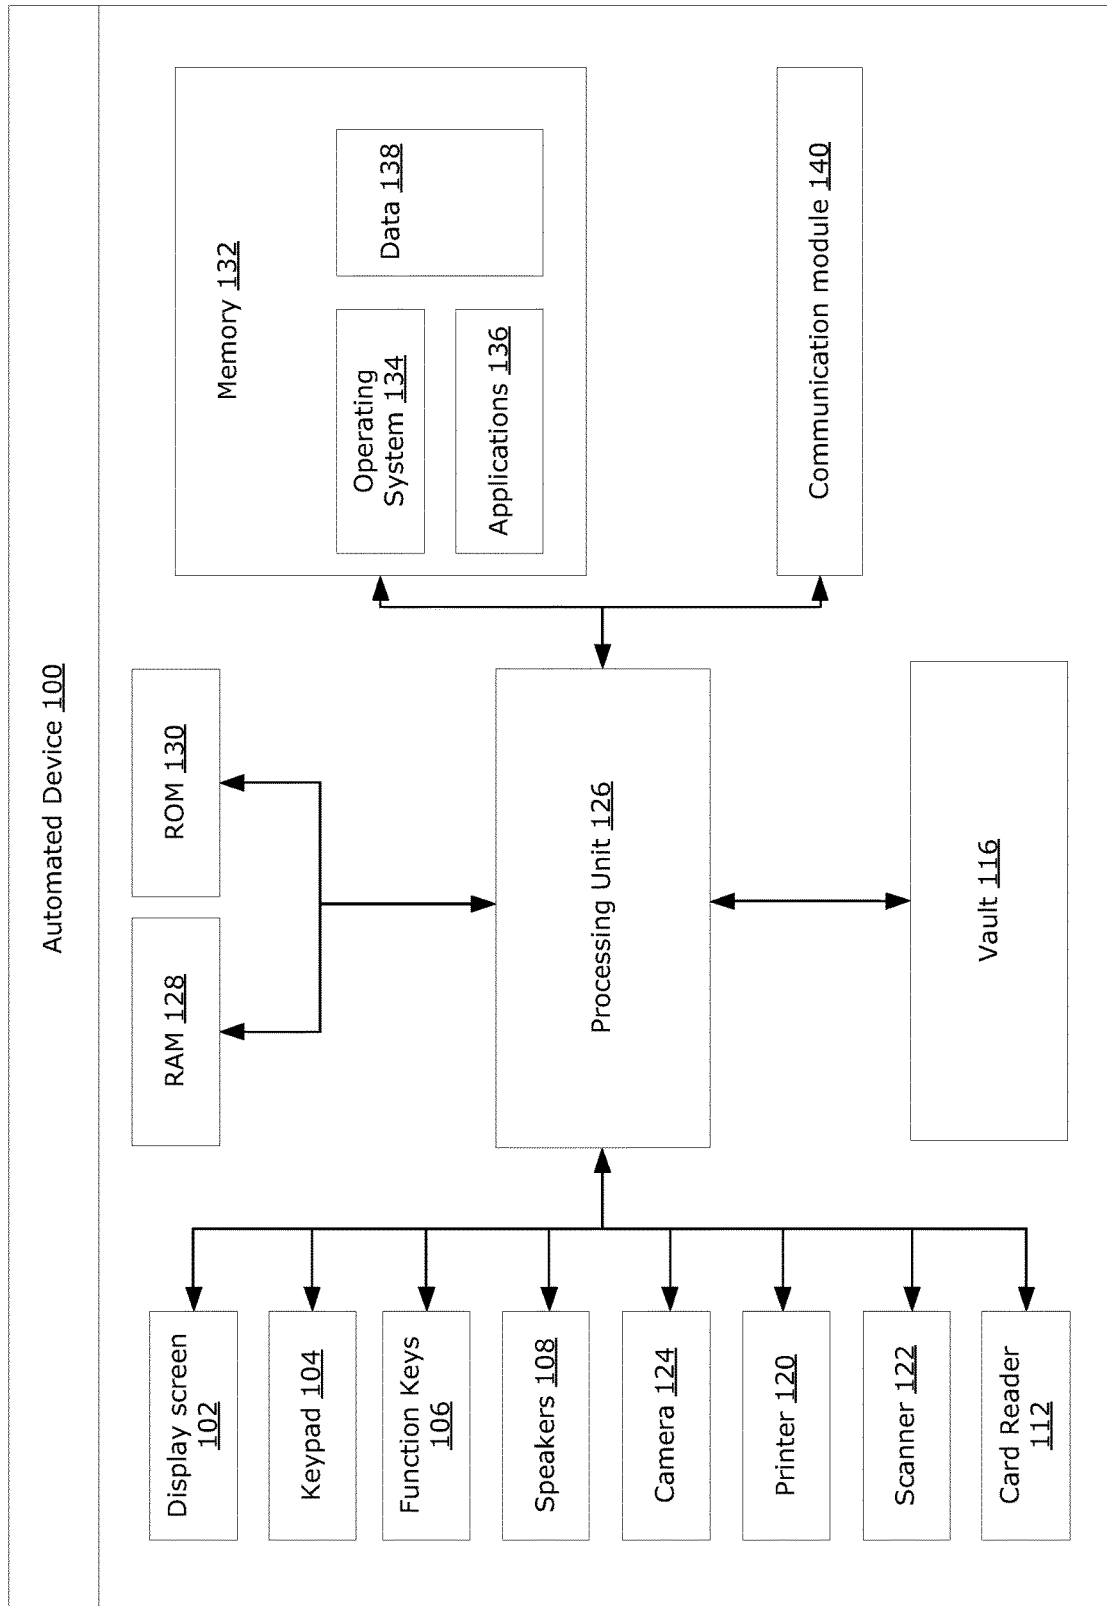 Automated Device 100
Display screen
102
Keypad 104
Function Keys
106
Speakers 108
Camera 124
Printer 120
Scanner 122
Card Reader
112
RAM 128
ROM 130
Processing Unit 126
Vault 116
Memory 132
Operating
System 134
Applications 136
Data 138
Communication module 140